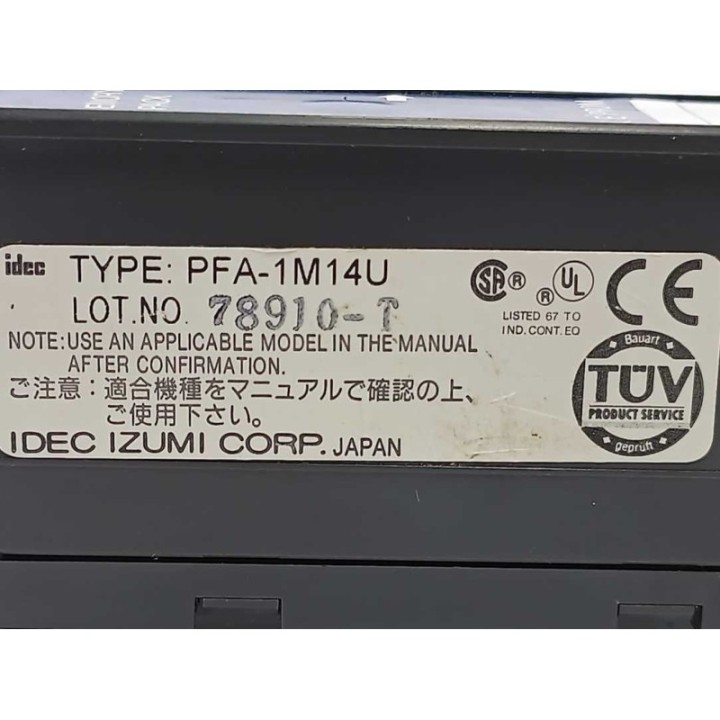 idec TYPE: PFA-1M14U
LOT.NO. 78910-T
NOTE:USE AN APPLICABLE MODEL IN THE MANUAL
AFTER CONFIRMATION.
ご注意：適合機種をマニュアルで確認の上、
ご使用下さい。
IDEC IZUMI CORP. JAPAN
SA ® ® UL CE
LISTED 67 TO
IND.CONT.EQ
Bauart
TÜV
PRODUCT SERVICE
geprüft
PACK